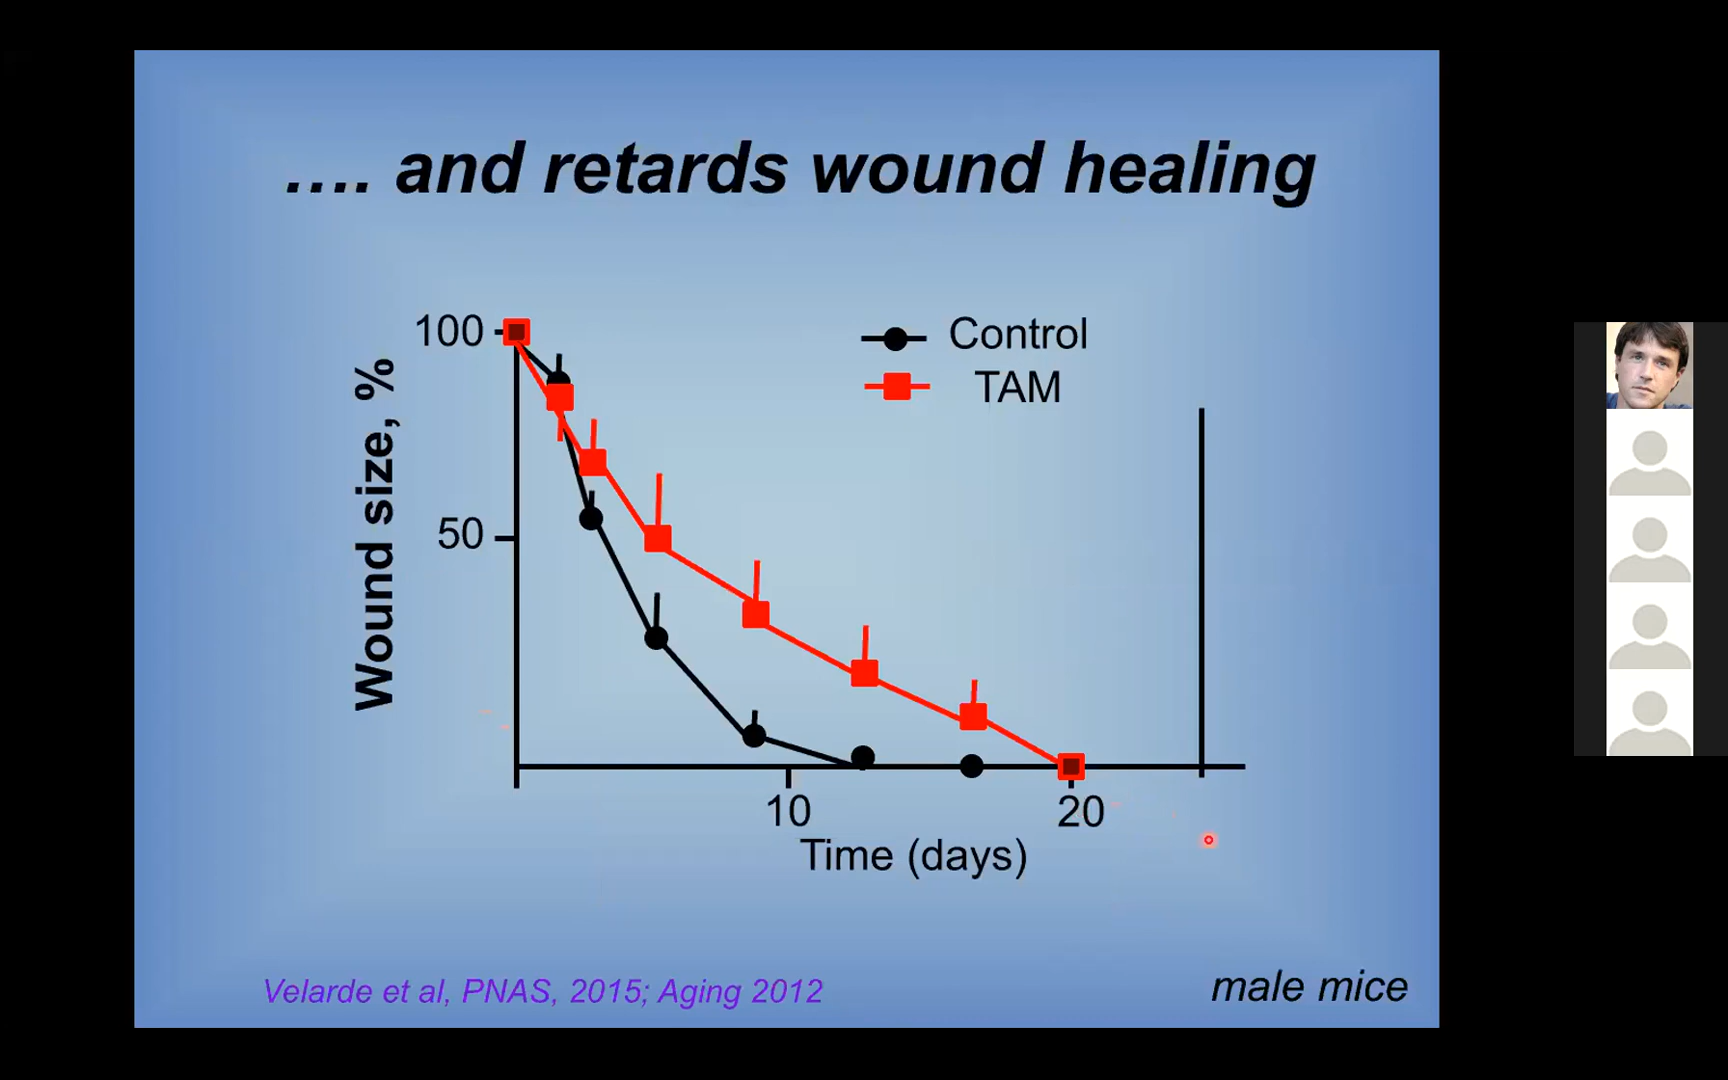 .... and retards wound healing
100
50
Wound size, %
Control
TAM
10
20
Time (days)
Velarde et al, PNAS, 2015; Aging 2012
male mice